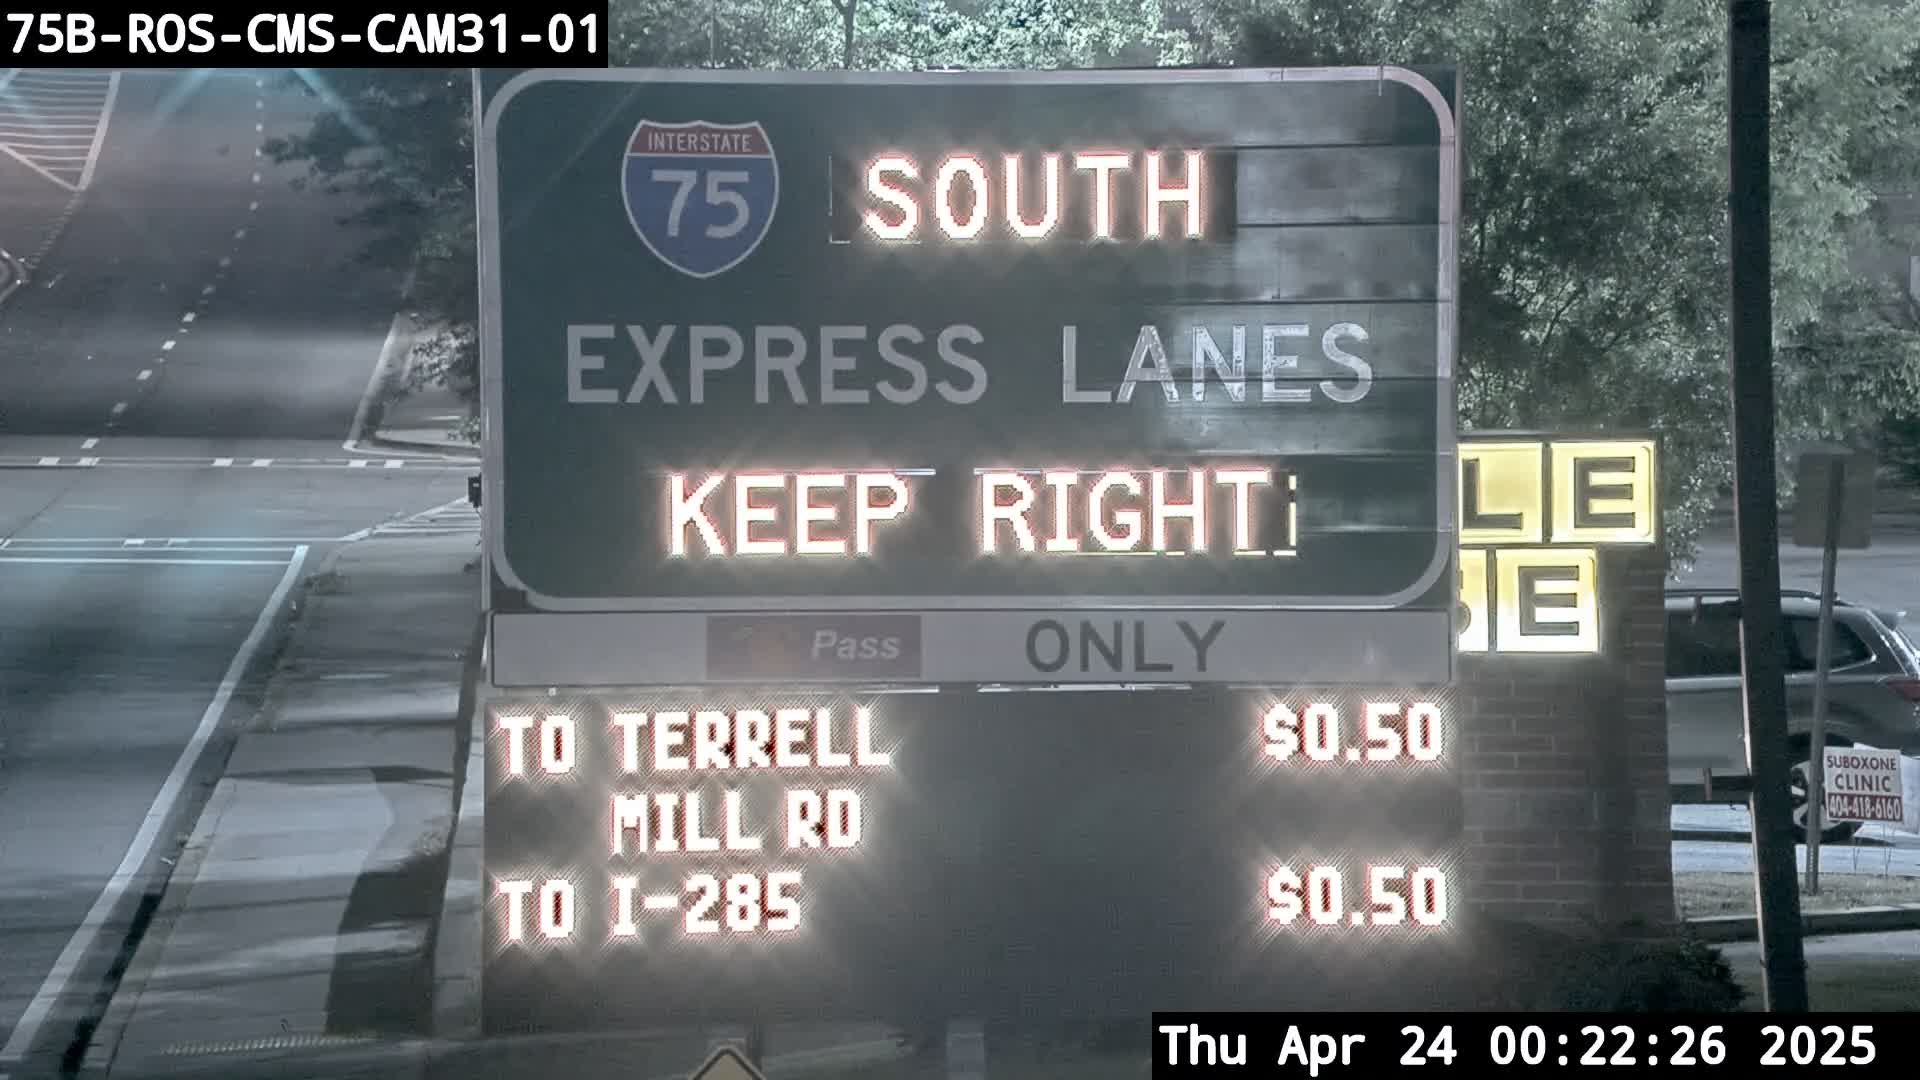 75B-ROS-CMS-CAM31-01
INTERSTATE
75
SOUTH
EXPRESS LANES
KEEP RIGHT
Pass ONLY
TO TERRELL $0.50
MILL RD
TO I-285 $0.50
LE
E
SUBOXONE
CLINIC
404-418-6160
Thu Apr 24 00:22:26 2025